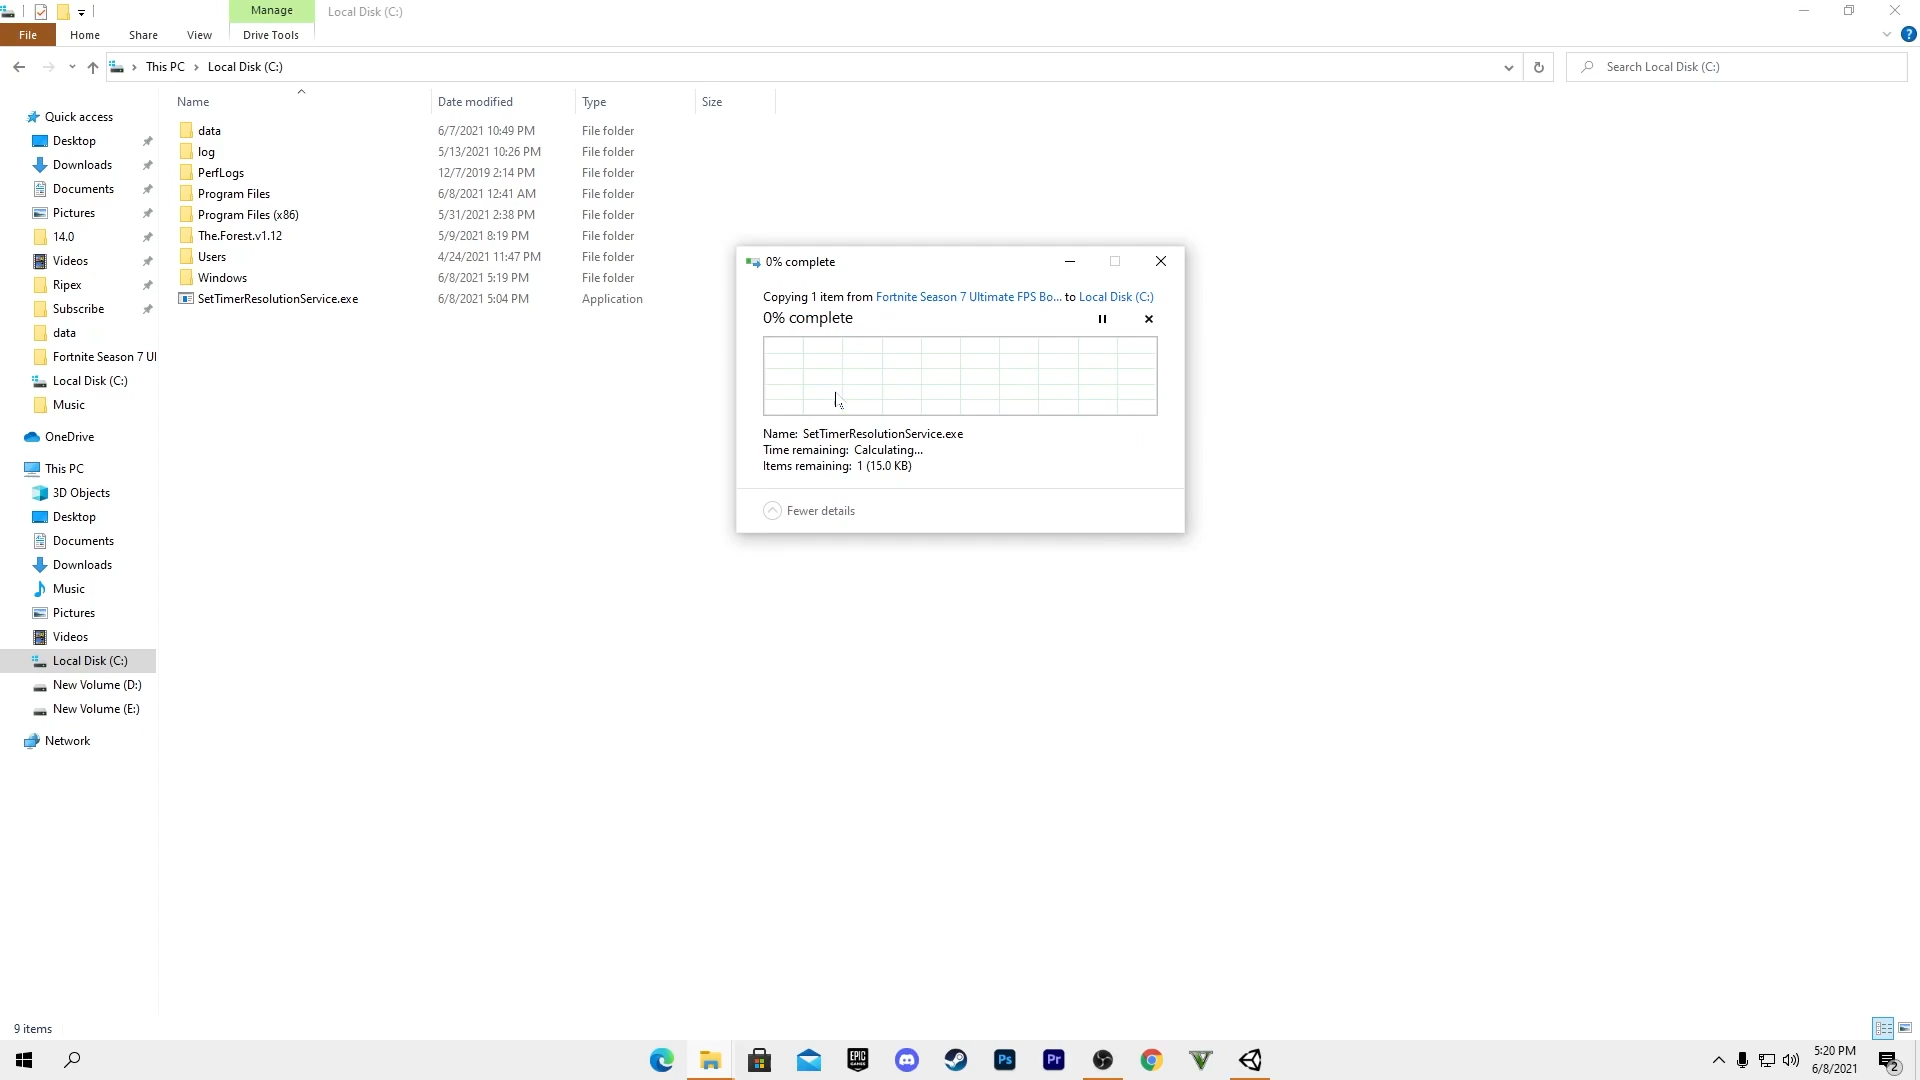 Manage
Local Disk (C:)
File
Home
Share
View
Drive Tools
?
This PC
Local Disk (C:)
Search Local Disk (C:)
Name
Date modified
Type
Size
data
6/7/2021 10:49 PM
File folder
log
5/13/2021 10:26 PM
File folder
PerfLogs
12/7/2019 2:14 PM
File folder
Program Files
6/8/2021 12:41 AM
File folder
Program Files (x86)
5/31/2021 2:38 PM
File folder
The.Forest.v1.12
5/9/2021 8:19 PM
File folder
Users
4/24/2021 11:47 PM
File folder
Windows
6/8/2021 5:19 PM
File folder
SetTimerResolutionService.exe
6/8/2021 5:04 PM
Application
Quick access
Desktop
Downloads
Documents
Pictures
14.0
Videos
Ripex
Subscribe
data
Fortnite Season 7 Ul
Local Disk (C:)
Music
OneDrive
This PC
3D Objects
Desktop
Documents
Downloads
Music
Pictures
Videos
Local Disk (C:)
New Volume (D:)
New Volume (E:)
Network
0% complete
Copying 1 item from Fortnite Season 7 Ultimate FPS Bo... to Local Disk (C:)
0% complete
Name: SetTimerResolutionService.exe
Time remaining: Calculating...
Items remaining: 1 (15.0 KB)
Fewer details
9 items
EPIC
GAMES
Ps
Pr
V
5:20 PM
6/8/2021
2